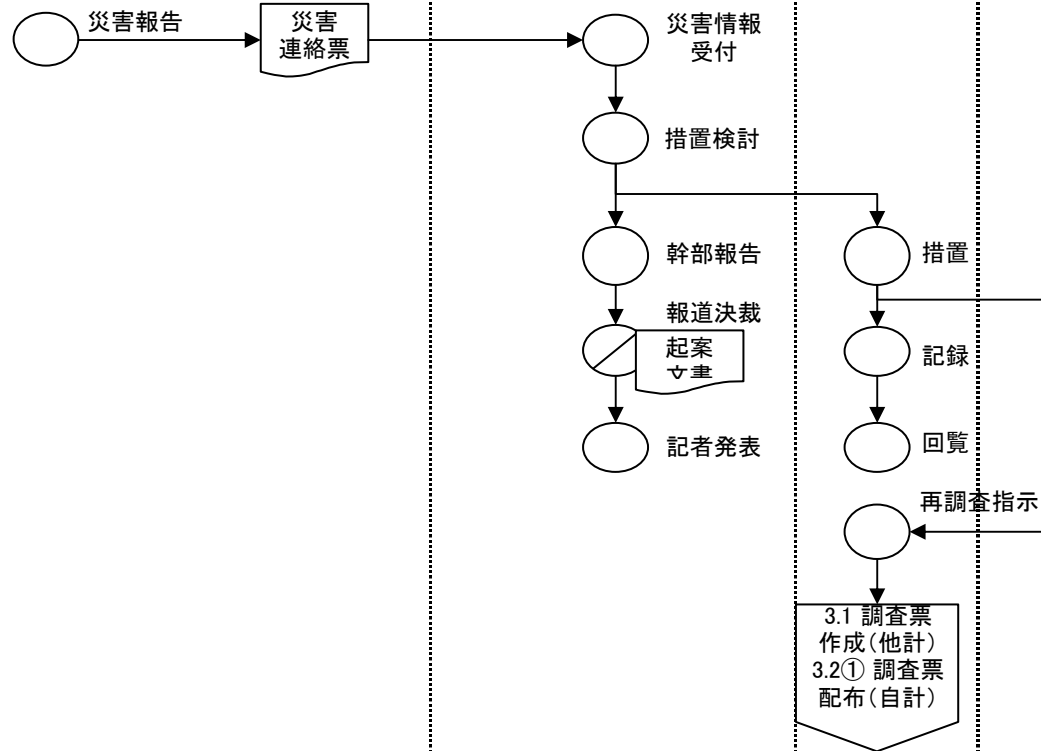 災害報告
災害
連絡票
災害情報
受付
措置検討
幹部報告
措置
報道決裁
起案
文書
記録
記者発表
回覧
再調査指示
3.1 調査票
作成(他計)
3.2① 調査票
配布(自計)